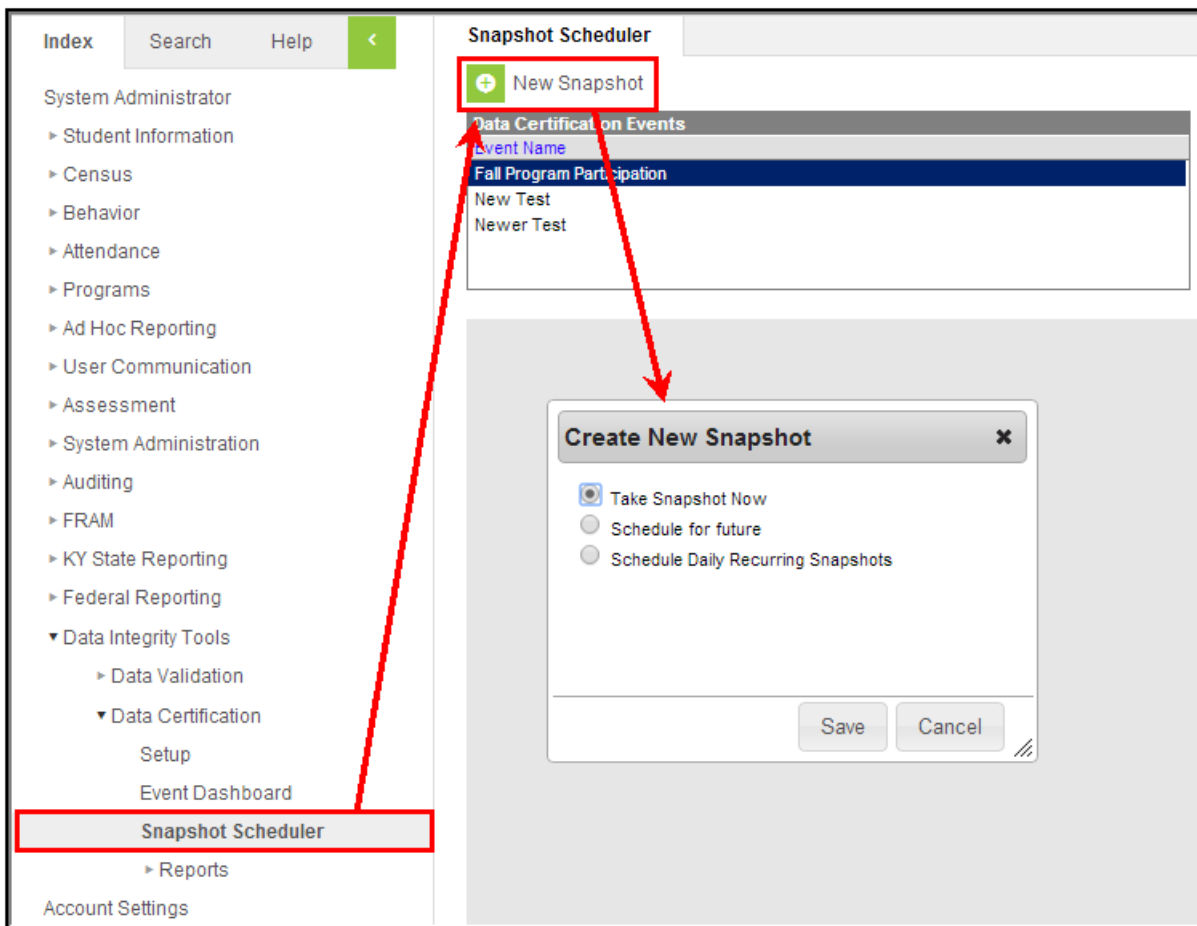 Index Search Help
System Administrator
Student Information
Census
Behavior
Attendance
Programs
Ad Hoc Reporting
User Communication
Assessment
System Administration
Auditing
FRAM
KY State Reporting
Federal Reporting
Data Integrity Tools
Data Validation
Data Certification
Setup
Event Dashboard
Snapshot Scheduler
Reports
Account Settings
Snapshot Scheduler
New Snapshot
Data Certification Events
Event Name
Fall Program Participation
New Test
Newer Test
Create New Snapshot
Take Snapshot Now
Schedule for future
Schedule Daily Recurring Snapshots
Save Cancel